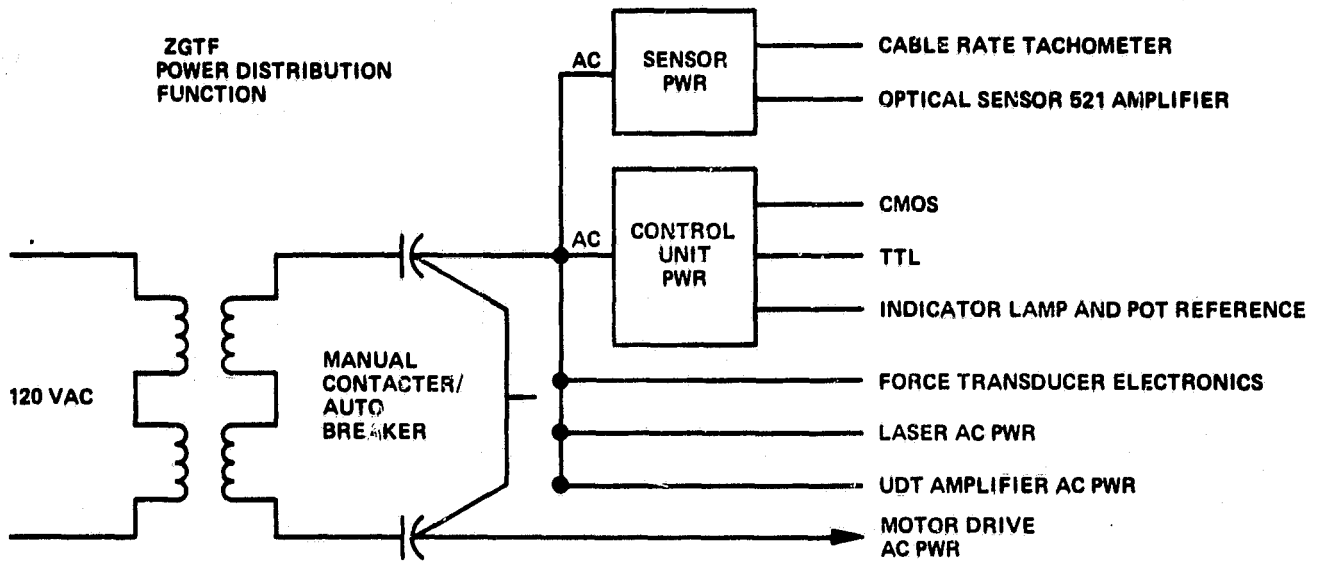 ZGTF
POWER DISTRIBUTION
FUNCTION
AC
SENSOR
PWR
CABLE RATE TACHOMETER
OPTICAL SENSOR 521 AMPLIFIER
AC
CONTROL
UNIT
PWR
CMOS
TTL
INDICATOR LAMP AND POT REFERENCE
120 VAC
MANUAL
CONTACTER/
AUTO
BREAKER
FORCE TRANSDUCER ELECTRONICS
LASER AC PWR
UDT AMPLIFIER AC PWR
MOTOR DRIVE
AC PWR